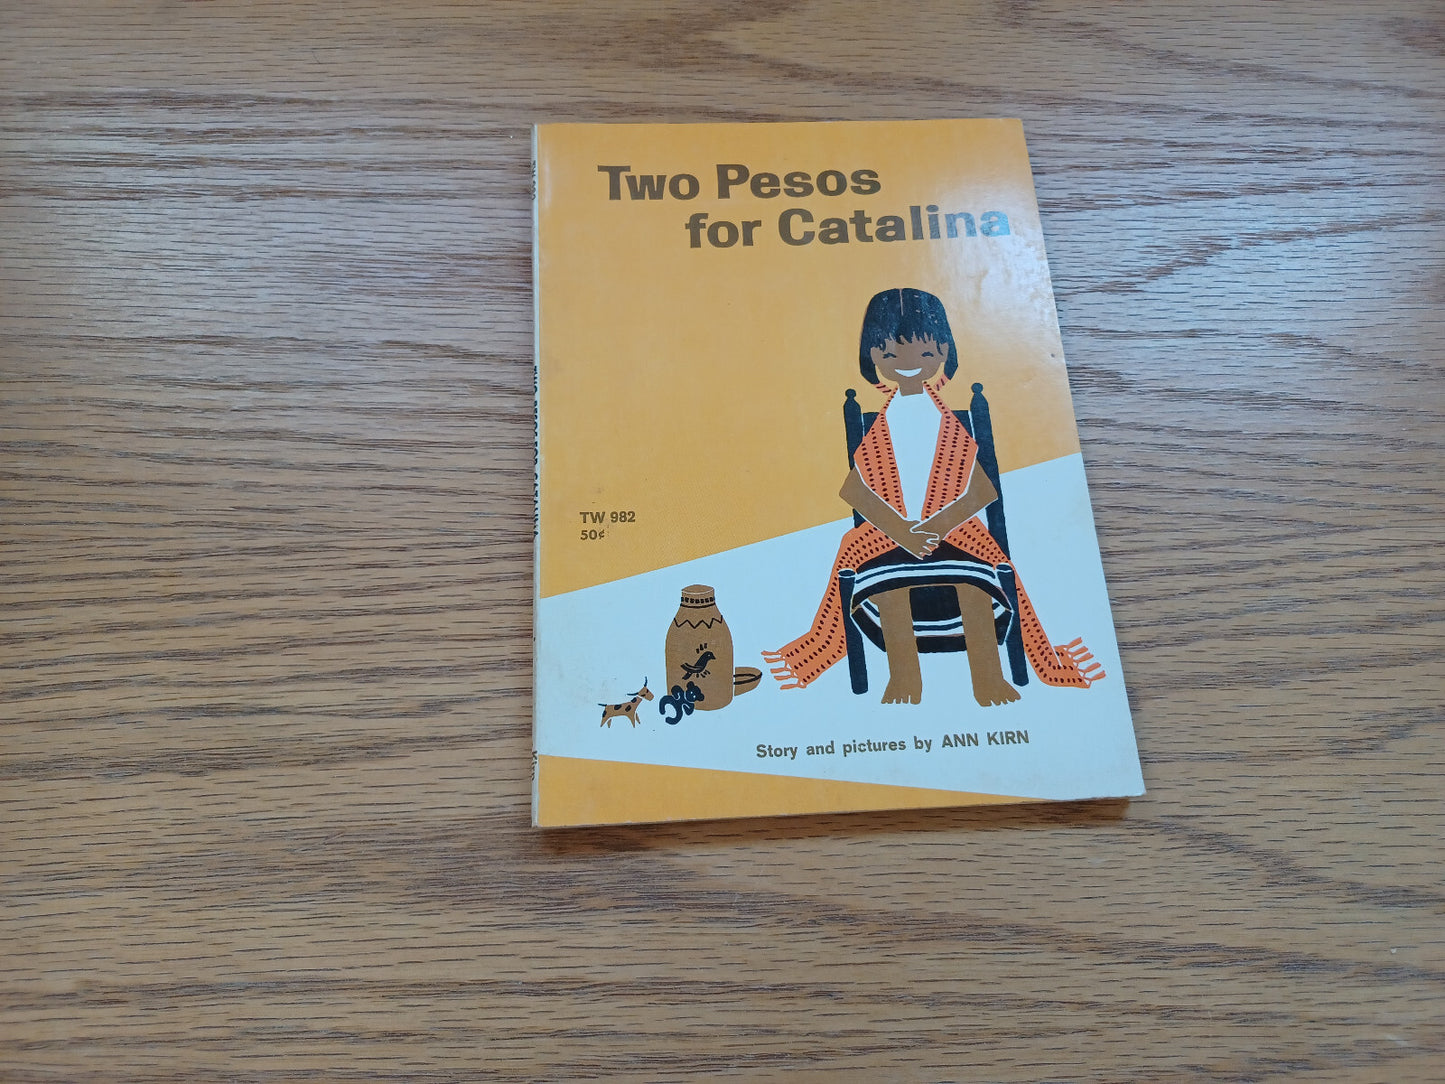 Two Pesos
for Catalina
TW 982
50¢
Story and pictures by ANN KIRN